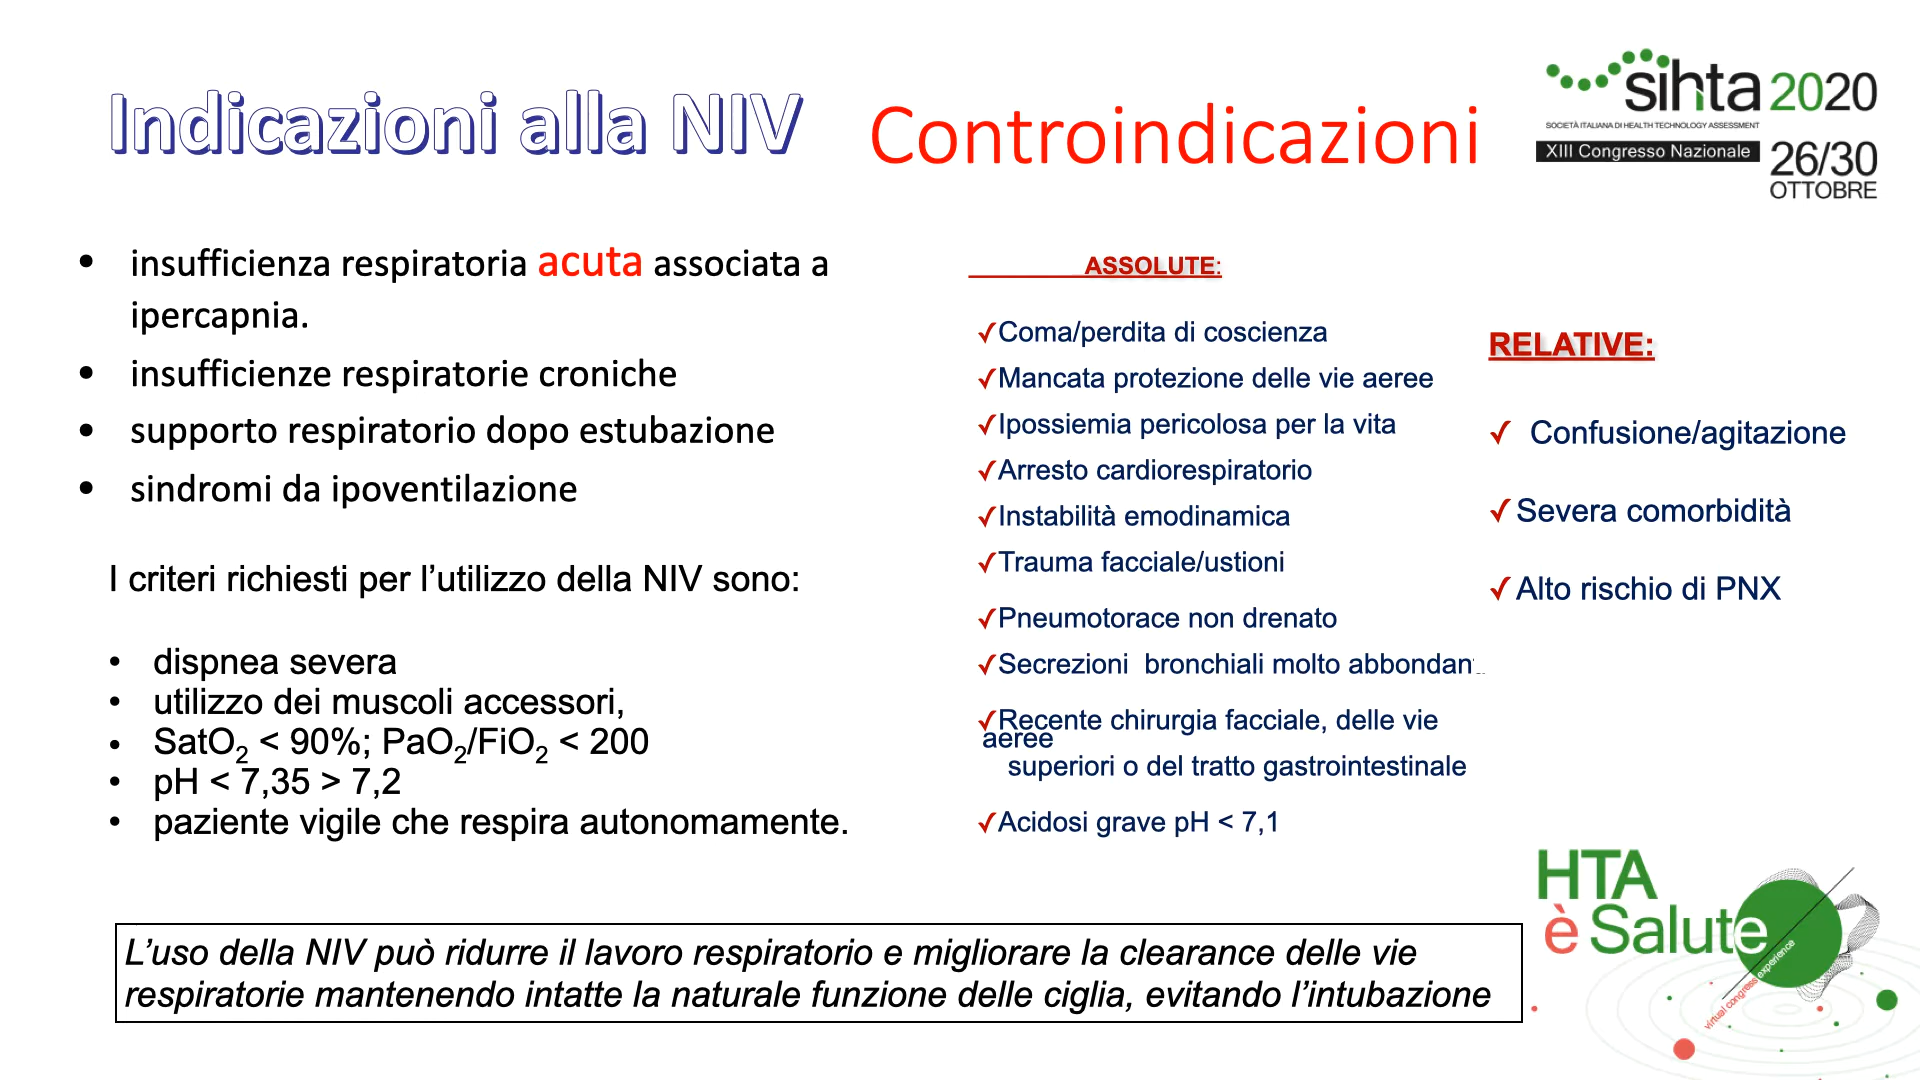 Indicazioni alla NIV
Controindicazioni
sihta 2020
SOCIETÀ ITALIANA DI HEALTH TECHNOLOGY ASSESSMENT
XIII Congresso Nazionale
26/30
OTTOBRE
• insufficienza respiratoria acuta associata a
ipercapnia.
• insufficienze respiratorie croniche
• supporto respiratorio dopo estubazione
• sindromi da ipoventilazione
I criteri richiesti per l’utilizzo della NIV sono:
• dispnea severa
• utilizzo dei muscoli accessori,
• SatO₂ < 90%; PaO₂/FiO₂ < 200
• pH < 7,35 > 7,2
• paziente vigile che respira autonomamente.
ASSOLUTE:
✓Coma/perdita di coscienza
✓Mancata protezione delle vie aeree
✓Ipossiemia pericolosa per la vita
✓Arresto cardiorespiratorio
✓Instabilità emodinamica
✓Trauma facciale/ustioni
✓Pneumotorace non drenato
✓Secrezioni bronchiali molto abbondan
✓Recente chirurgia facciale, delle vie
aeree
superiori o del tratto gastrointestinale
✓Acidosi grave pH < 7,1
RELATIVE:
✓ Confusione/agitazione
✓Severa comorbidità
✓Alto rischio di PNX
L’uso della NIV può ridurre il lavoro respiratorio e migliorare la clearance delle vie
respiratorie mantenendo intatte la naturale funzione delle ciglia, evitando l’intubazione
HTA
è Salute
virtual congress experience